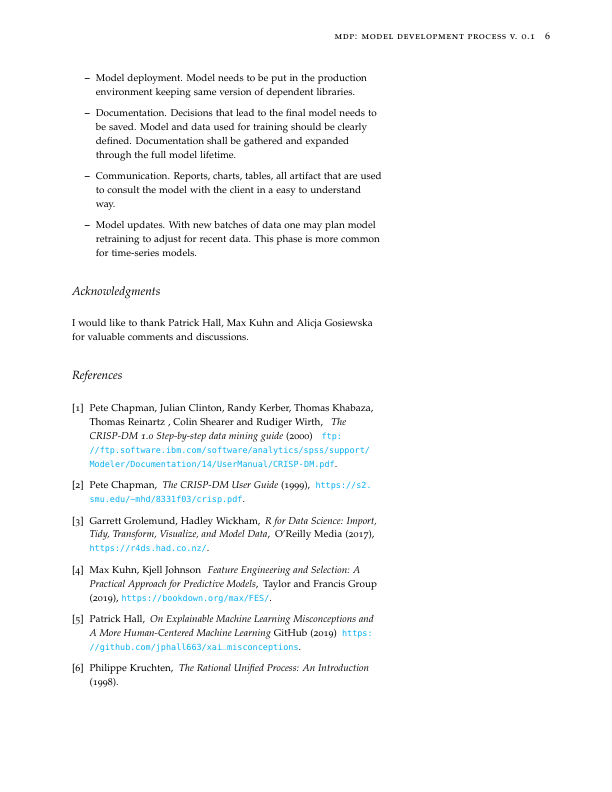 MDP: MODEL DEVELOPMENT PROCESS V. 0.1 6
– Model deployment. Model needs to be put in the production
environment keeping same version of dependent libraries.
– Documentation. Decisions that lead to the final model needs to
be saved. Model and data used for training should be clearly
defined. Documentation shall be gathered and expanded
through the full model lifetime.
– Communication. Reports, charts, tables, all artifact that are used
to consult the model with the client in a easy to understand
way.
– Model updates. With new batches of data one may plan model
retraining to adjust for recent data. This phase is more common
for time-series models.
Acknowledgments
I would like to thank Patrick Hall, Max Kuhn and Alicja Gosiewska
for valuable comments and discussions.
References
[1] Pete Chapman, Julian Clinton, Randy Kerber, Thomas Khabaza,
Thomas Reinartz , Colin Shearer and Rudiger Wirth, The
CRISP-DM 1.0 Step-by-step data mining guide (2000) ftp:
//ftp.software.ibm.com/software/analytics/spss/support/
Modeler/Documentation/14/UserManual/CRISP-DM.pdf.
[2] Pete Chapman, The CRISP-DM User Guide (1999), https://s2.
smu.edu/~mhd/8331f03/crisp.pdf.
[3] Garrett Grolemund, Hadley Wickham, R for Data Science: Import,
Tidy, Transform, Visualize, and Model Data, O'Reilly Media (2017),
https://r4ds.had.co.nz/.
[4] Max Kuhn, Kjell Johnson Feature Engineering and Selection: A
Practical Approach for Predictive Models, Taylor and Francis Group
(2019), https://bookdown.org/max/FES/.
[5] Patrick Hall, On Explainable Machine Learning Misconceptions and
A More Human-Centered Machine Learning GitHub (2019) https:
//github.com/jphall663/xai_misconceptions.
[6] Philippe Kruchten, The Rational Unified Process: An Introduction
(1998).